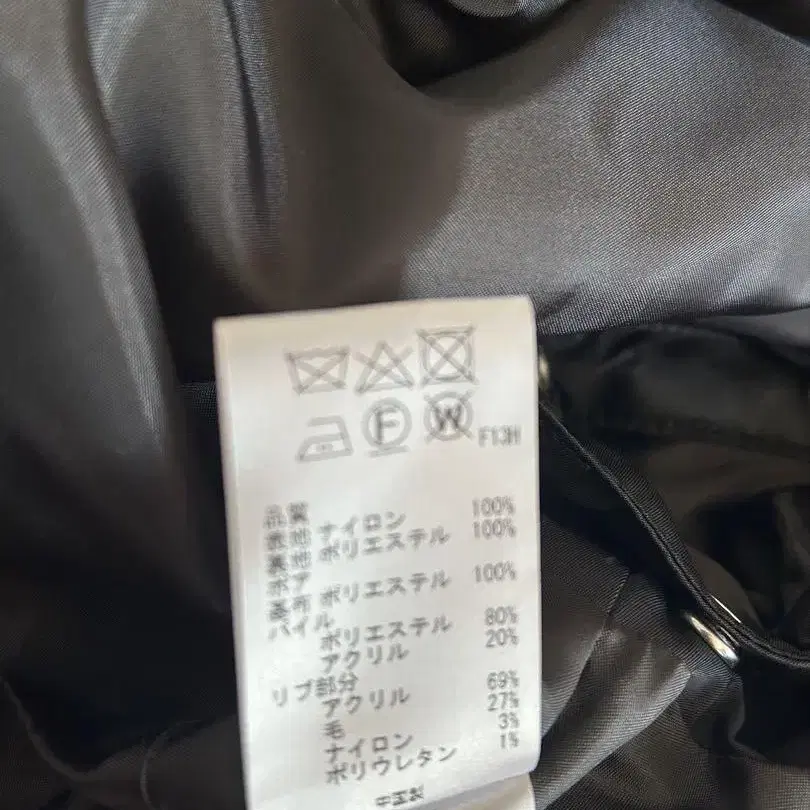 F W F13H
品質
表地 ナイロン 100%
裏地 ポリエステル 100%
ボア
基布 ポリエステル 100%
パイル
ポリエステル 80%
アクリル 20%
リブ部分
アクリル 69%
毛 27%
ナイロン 3%
ポリウレタン 1%
中国製